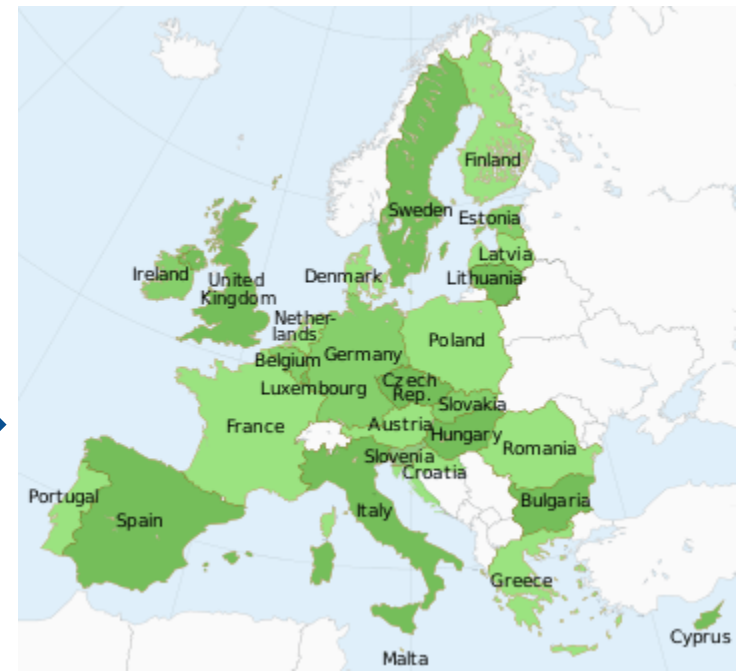 Finland
Sweden
Estonia
Latvia
Lithuania
Ireland
United
Kingdom
Denmark
Nether-
lands
Poland
Belgium
Germany
Luxembourg
Czech
Rep.
Slovakia
France
Austria
Hungary
Romania
Slovenia
Croatia
Portugal
Spain
Italy
Bulgaria
Greece
Cyprus
Malta